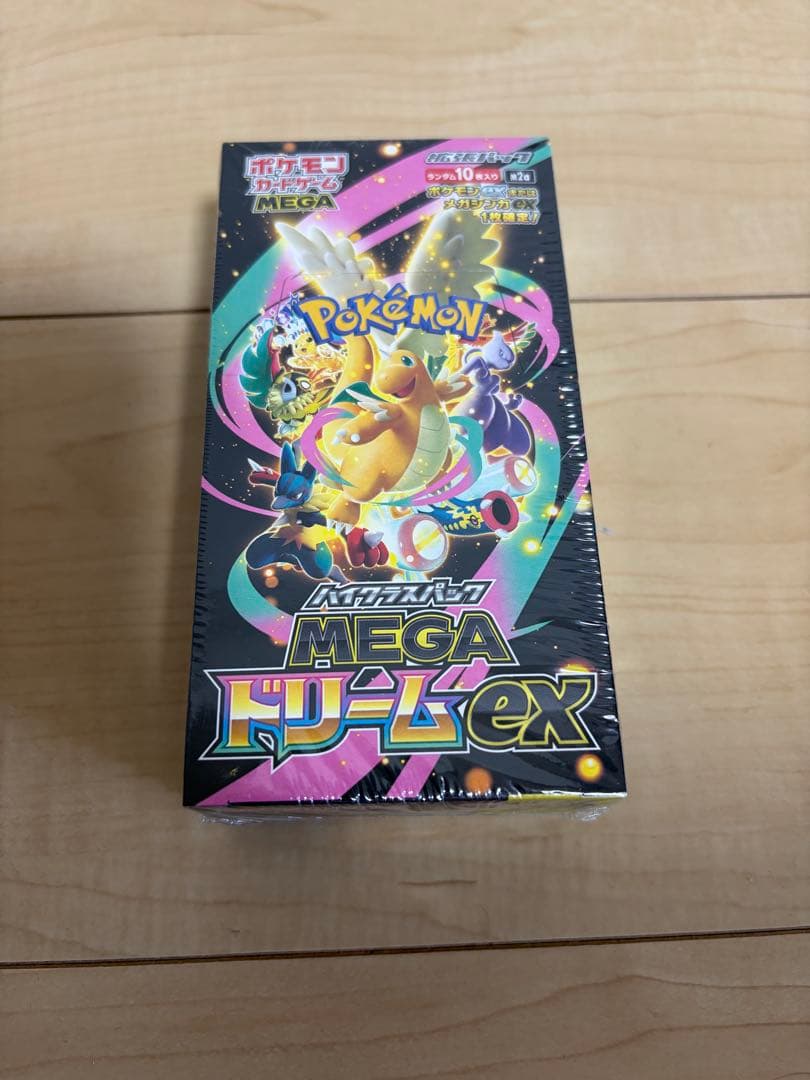 ポケモン
カードゲーム
MEGA
拡張パック
ランダム10枚入り 第2版
ポケモンex または
メガシンカex
1枚確定！
POKÉMON
ハイクラスパック
MEGA
ドリームex